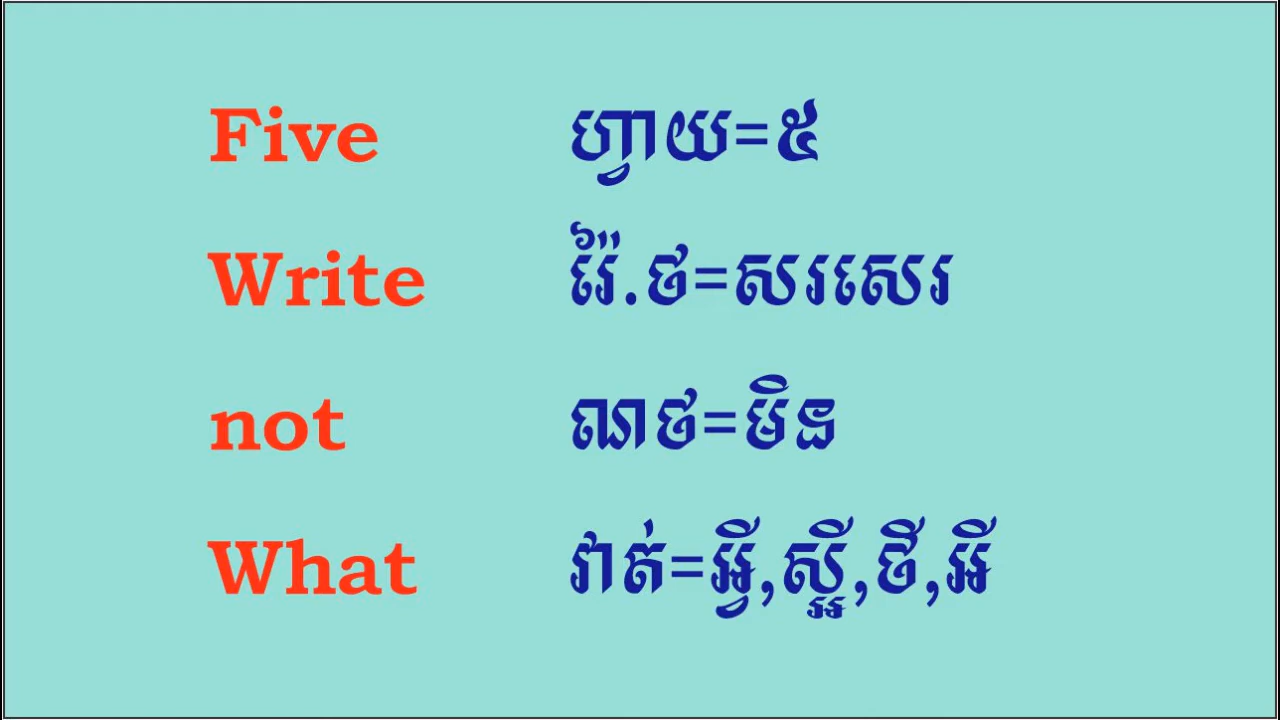 Five ហ្វាយ=៥
Write រ៉ៃ.ថ=សរសេរ
not ណថ=មិន
What វាត់=អ្វី,ស្អី,ចី,អី